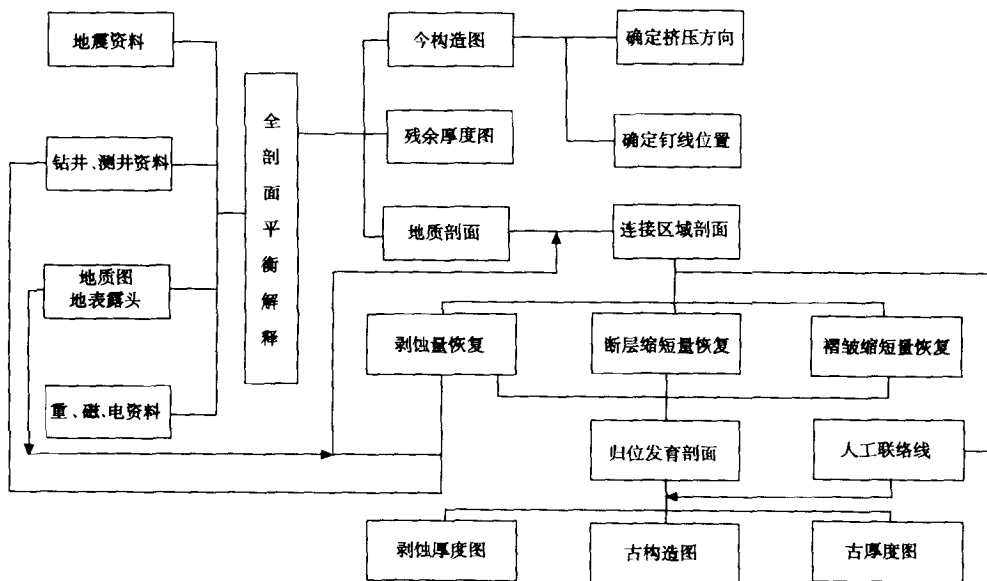 地震资料
今构造图
确定挤压方向
全剖面平衡解释
钻井、测井资料
残余厚度图
确定钉线位置
地质剖面
连接区域剖面
地质图
地表露头
剥蚀量恢复
断层缩短量恢复
褶皱缩短量恢复
重、磁、电资料
归位发育剖面
人工联络线
剥蚀厚度图
古构造图
古厚度图